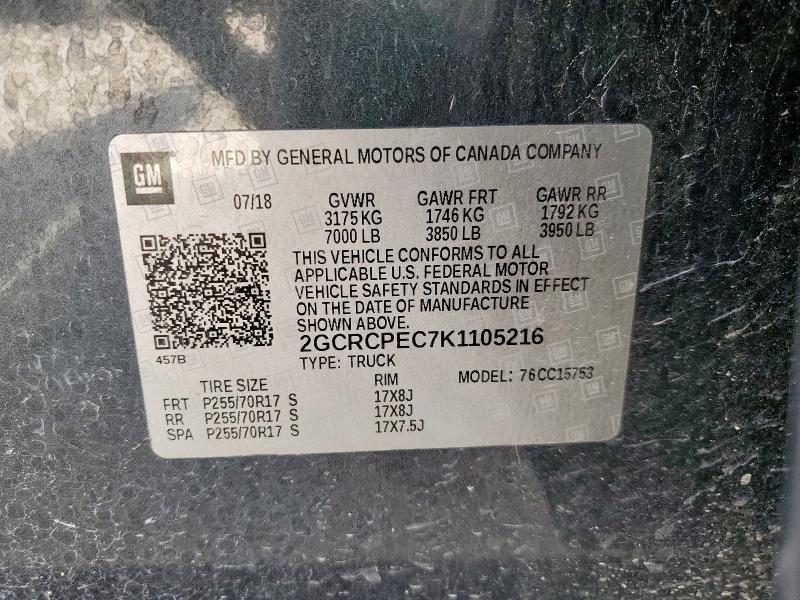 GM
MFD BY GENERAL MOTORS OF CANADA COMPANY
07/18 GVWR GAWR FRT GAWR RR
3175 KG 1746 KG 1792 KG
7000 LB 3850 LB 3950 LB
THIS VEHICLE CONFORMS TO ALL
APPLICABLE U.S. FEDERAL MOTOR
VEHICLE SAFETY STANDARDS IN EFFECT
ON THE DATE OF MANUFACTURE
SHOWN ABOVE.
2GCRCPEC7K1105216
457B
TYPE: TRUCK MODEL: 76CC15753
TIRE SIZE RIM
FRT P255/70R17 S 17X8J
RR P255/70R17 S 17X8J
SPA P255/70R17 S 17X7.5J